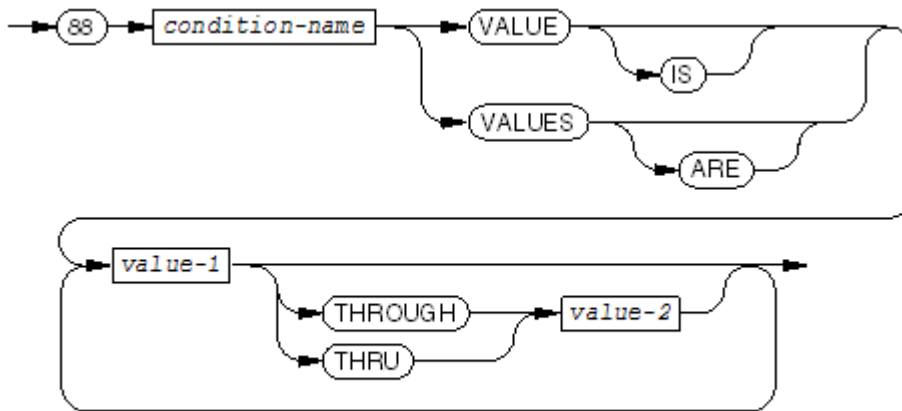 88 condition-name VALUE
IS
VALUES
ARE
value-1
THROUGH value-2
THRU